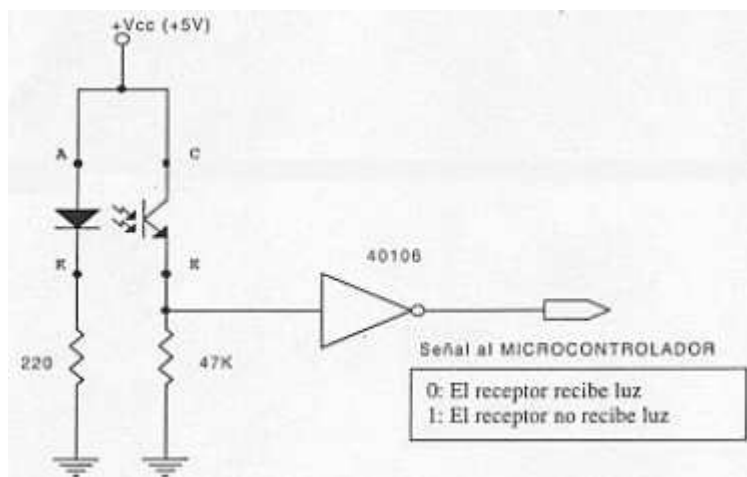 +Vcc (+5V)
A
C
K
E
40106
220
47K
Señal al MICROCONTROLADOR
0: El receptor recibe luz
1: El receptor no recibe luz